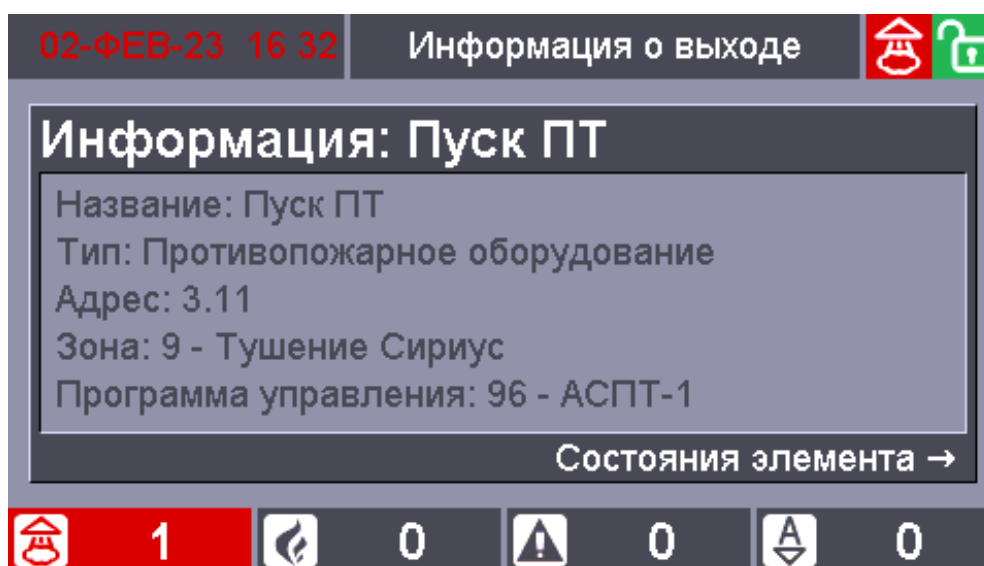 02-ФЕВ-23 16 32 Информация о выходе
Информация: Пуск ПТ
Название: Пуск ПТ
Тип: Противопожарное оборудование
Адрес: 3.11
Зона: 9 - Тушение Сириус
Программа управления: 96 - АСПТ-1
Состояния элемента →
1 0 0 A 0